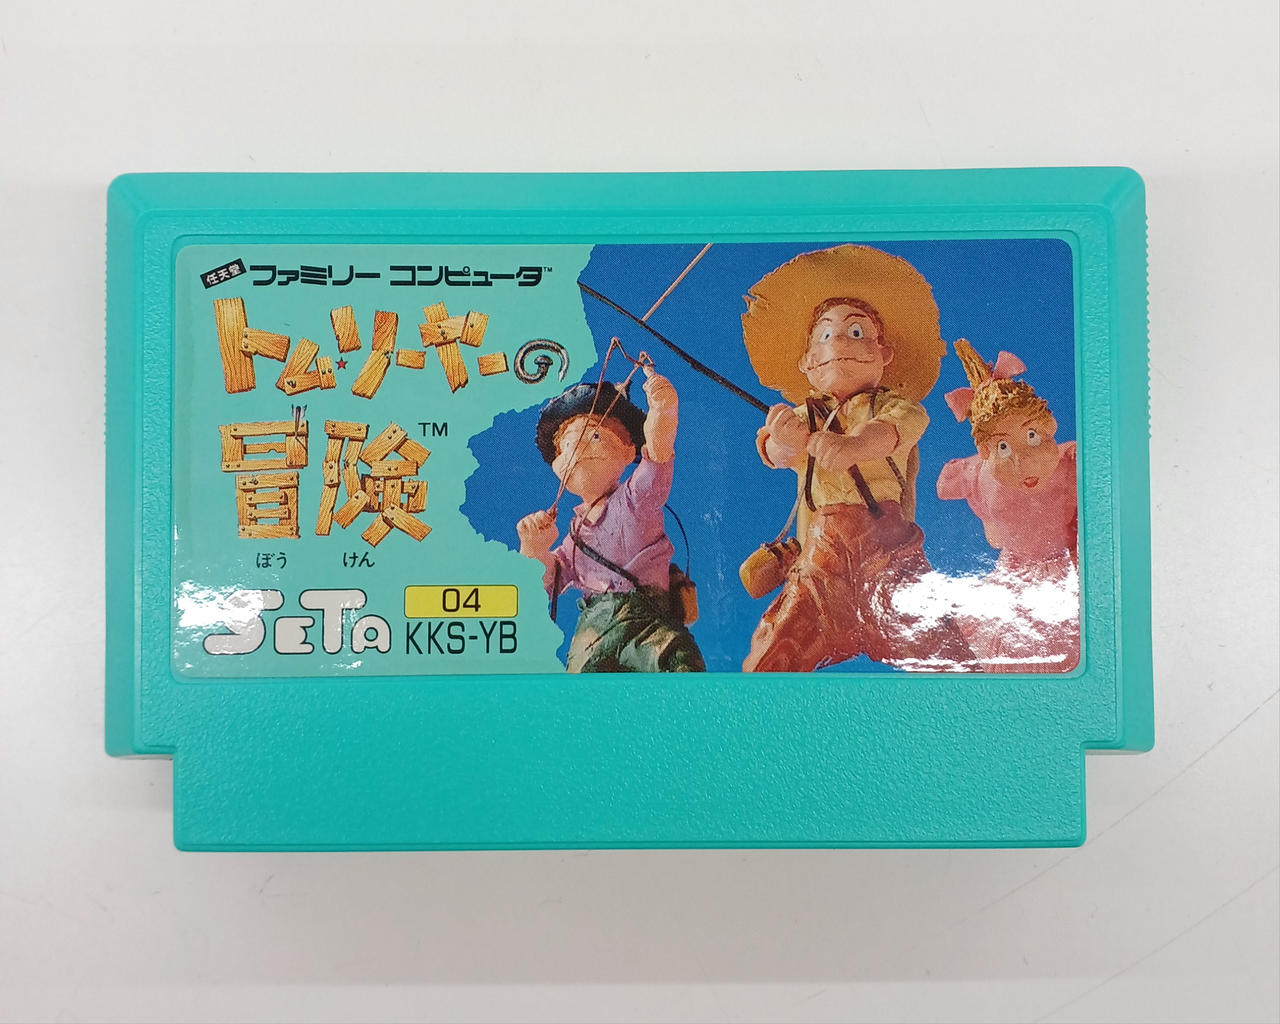 任天堂 ファミリー コンピュータ™
トム★ソーヤーの
冒険™
ぼう けん
SETA
04
KKS-YB